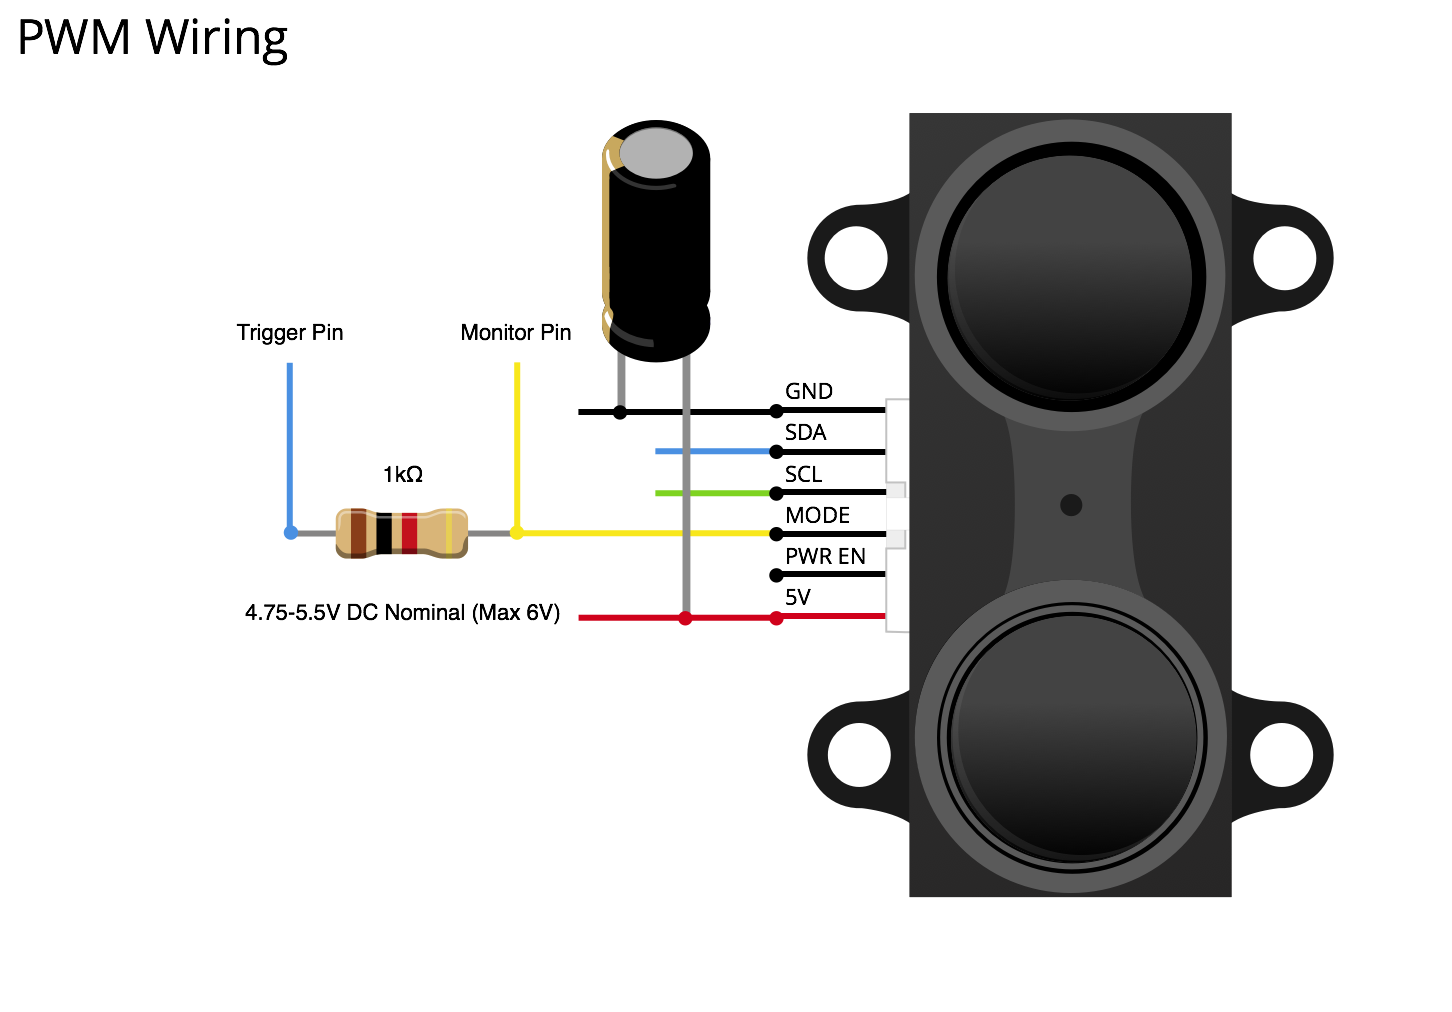 PWM Wiring
Trigger Pin
Monitor Pin
GND
SDA
1kΩ
SCL
MODE
PWR EN
5V
4.75-5.5V DC Nominal (Max 6V)